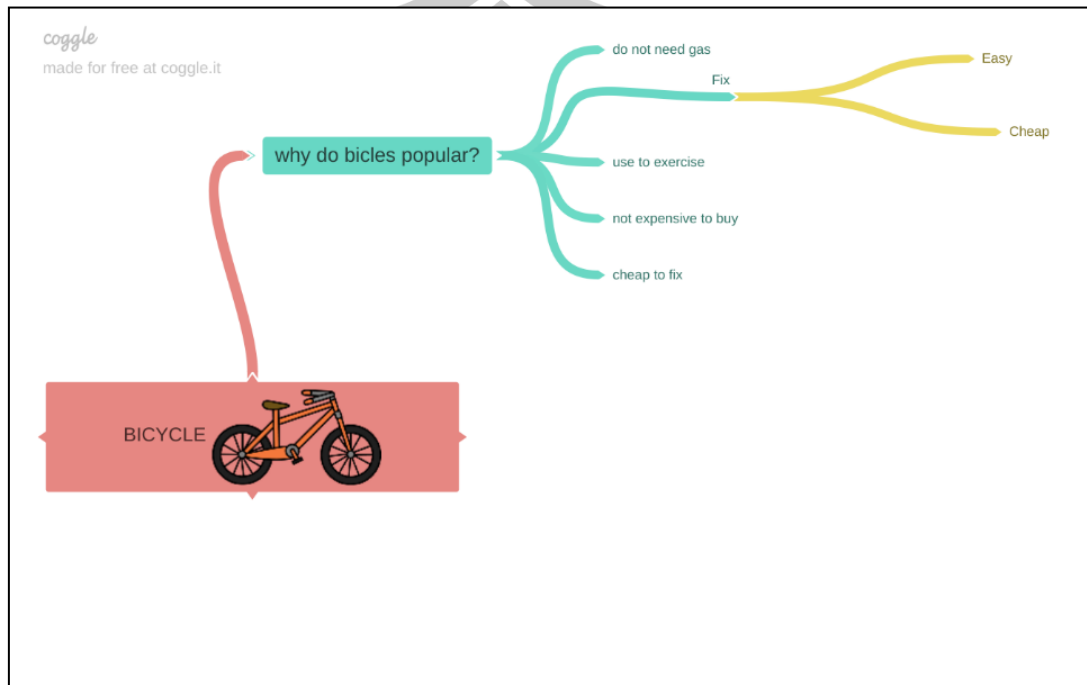 coggle
made for free at coggle.it
do not need gas
Fix
Easy
Cheap
why do bicles popular?
use to exercise
not expensive to buy
cheap to fix
BICYCLE